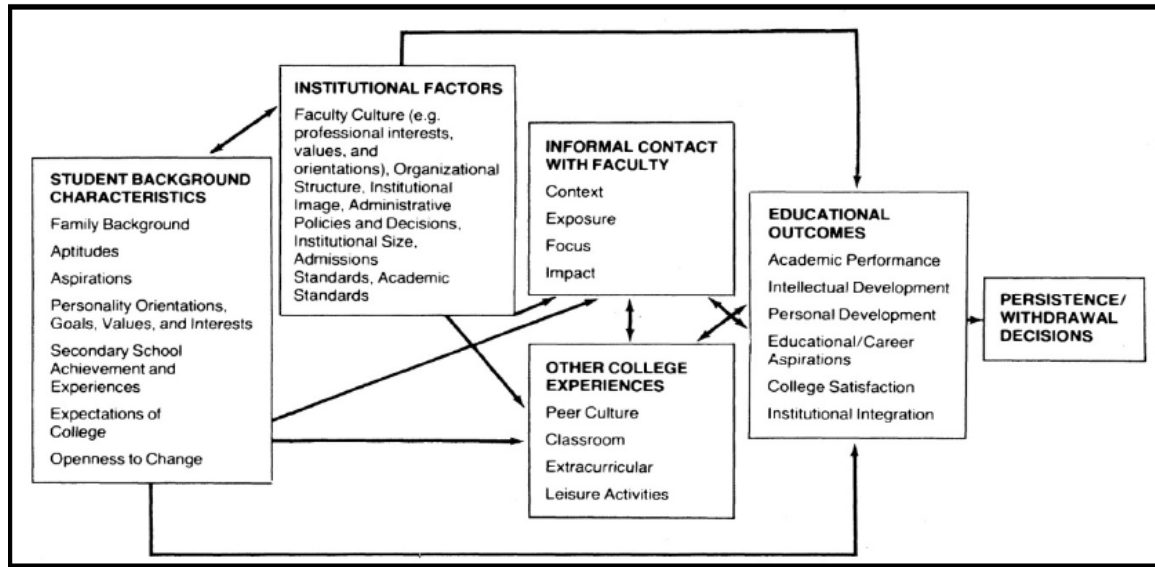 INSTITUTIONAL FACTORS
Faculty Culture (e.g.
professional interests,
values, and
orientations), Organizational
Structure, Institutional
Image, Administrative
Policies and Decisions,
Institutional Size,
Admissions
Standards, Academic
Standards
STUDENT BACKGROUND
CHARACTERISTICS
Family Background
Aptitudes
Aspirations
Personality Orientations,
Goals, Values, and Interests
Secondary School
Achievement and
Experiences
Expectations of
College
Openness to Change
INFORMAL CONTACT
WITH FACULTY
Context
Exposure
Focus
Impact
OTHER COLLEGE
EXPERIENCES
Peer Culture
Classroom
Extracurricular
Leisure Activities
EDUCATIONAL
OUTCOMES
Academic Performance
Intellectual Development
Personal Development
Educational/Career
Aspirations
College Satisfaction
Institutional Integration
PERSISTENCE/
WITHDRAWAL
DECISIONS